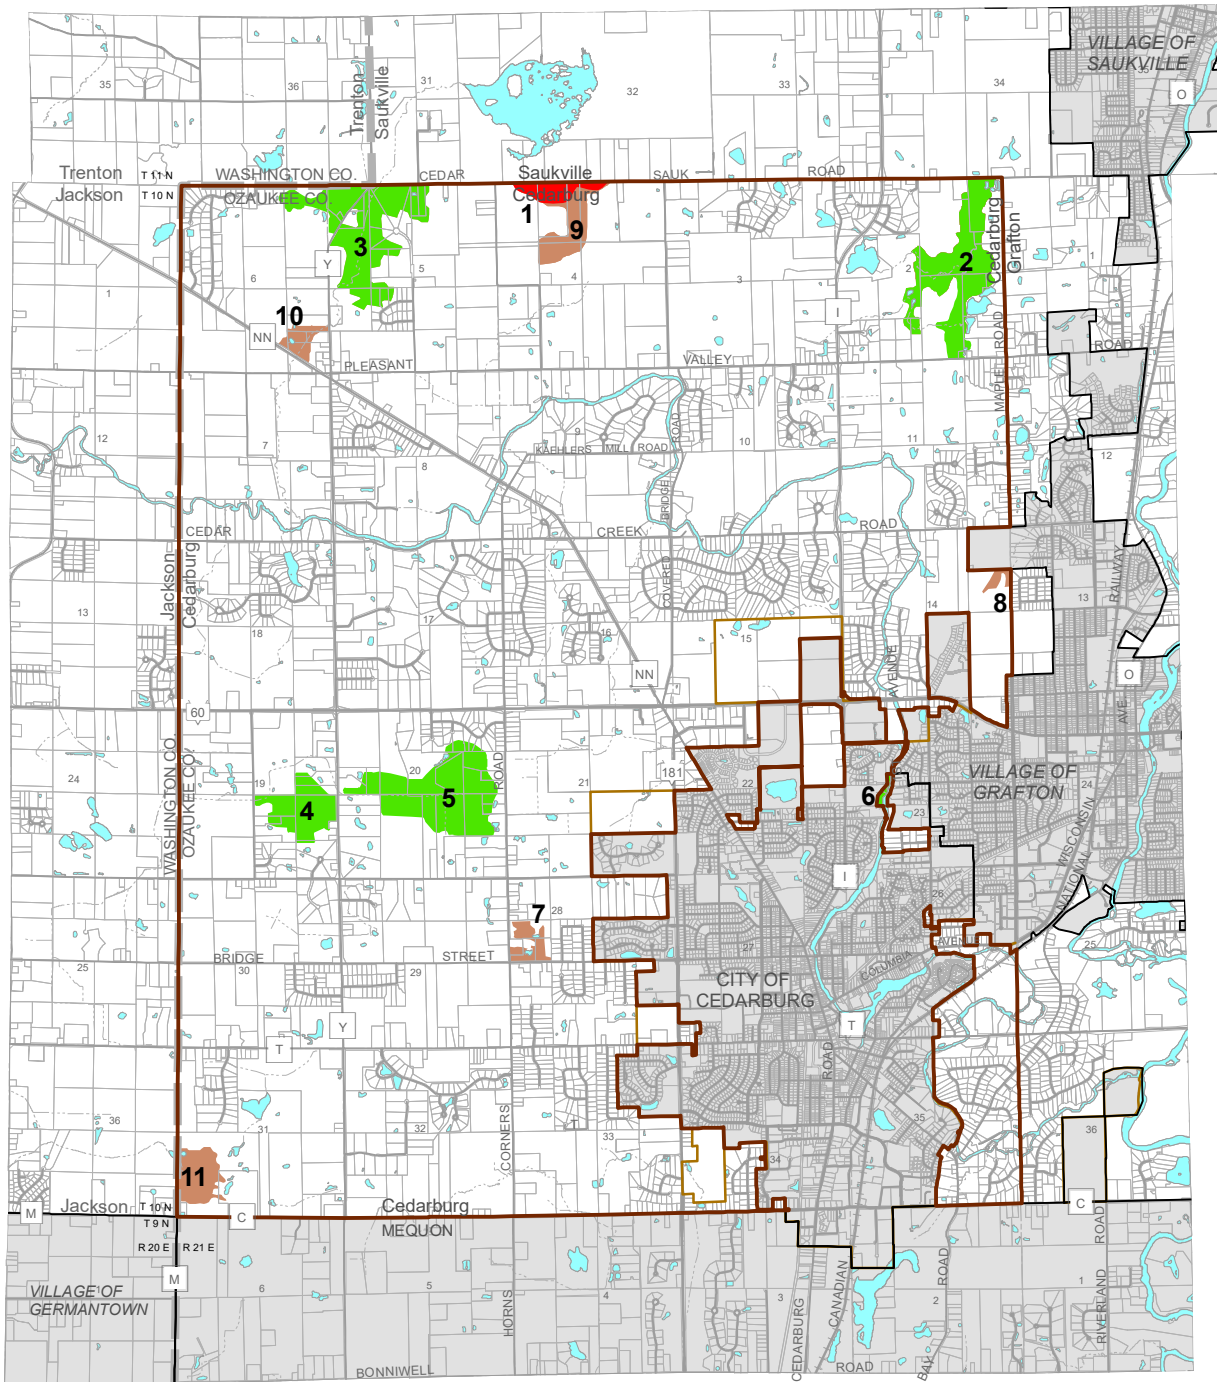 VILLAGE OF
SAUKVILLE
33
O
35
36
31
32
33
34
Trenton
Saukville
Trenton
T 11 N
WASHINGTON CO.
CEDAR
Saukville
SAUK
ROAD
Jackson
T 10 N
OZAUKEE CO.
Cedarburg
1
9
3
2
Cedarburg
Grafton
Y
6
5
4
3
2
1
1
10
I
NN
PLEASANT
VALLEY
ROAD
MAPLE ROAD
12
7
8
9
10
11
12
KAEHLERS
MILL
ROAD
ROAD
BRIDGE
COVERED
CEDAR
CREEK
ROAD
Jackson
Cedarburg
RAILWAY
13
18
17
16
15
14
8
13
NN
AVENUE
O
60
AVE.
WASHINGTON CO.
OZAUKEE CO.
24
19
20
ROAD
21
181
22
VILLAGE OF
GRAFTON
24
4
5
6
23
WISCONSIN
NATIONAL
I
7
28
26
27
AVENUE
25
COLUMBIA
BRIDGE
STREET
25
30
29
CITY OF
CEDARBURG
Y
T
T
ROAD
36
31
32
CORNERS
33
34
35
36
11
Jackson
M
T 10 N
T 9 N
C
Cedarburg
MEQUON
C
R 20 E
R 21 E
M
VILLAGE OF
GERMANTOWN
6
5
4
3
2
1
HORNS
CEDARBURG
CANADIAN
ROAD
ROAD
RIVERLAND
BONNIWELL
ROAD
BAY